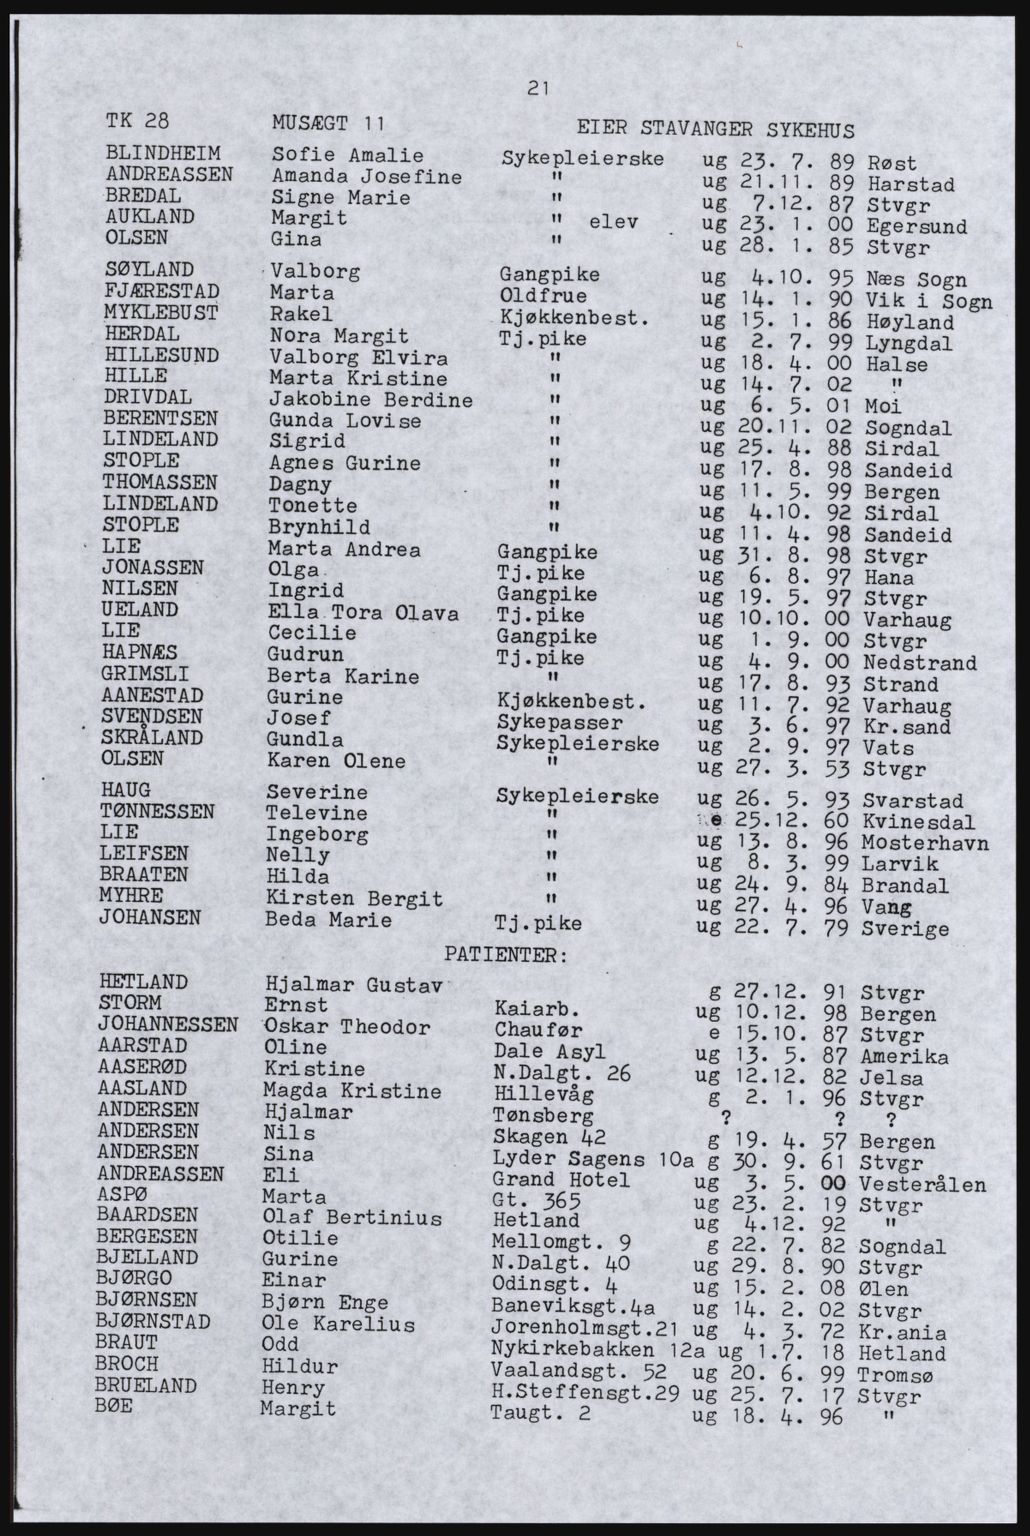 21
TK 28 MUSÆGT 11 EIER STAVANGER SYKEHUS
BLINDHEIM Sofie Amalie Sykepleierske ug 23. 7. 89 Røst
ANDREASSEN Amanda Josefine " ug 21.11. 89 Harstad
BREDAL Signe Marie " ug 7.12. 87 Stvgr
AUKLAND Margit " elev ug 23. 1. 00 Egersund
OLSEN Gina " ug 28. 1. 85 Stvgr
SØYLAND Valborg Gangpike ug 4.10. 95 Næs Sogn
FJÆRESTAD Marta Oldfrue ug 14. 1. 90 Vik i Sogn
MYKLEBUST Rakel Kjøkkenbest. ug 15. 1. 86 Høyland
HERDAL Nora Margit Tj.pike ug 2. 7. 99 Lyngdal
HILLESUND Valborg Elvira " ug 18. 4. 00 Halse
HILLE Marta Kristine " ug 14. 7. 02 "
DRIVDAL Jakobine Berdine " ug 6. 5. 01 Moi
BERENTSEN Gunda Lovise " ug 20.11. 02 Sogndal
LINDELAND Sigrid " ug 25. 4. 88 Sirdal
STOPLE Agnes Gurine " ug 17. 8. 98 Sandeid
THOMASSEN Dagny " ug 11. 5. 99 Bergen
LINDELAND Tonette " ug 4.10. 92 Sirdal
STOPLE Brynhild " ug 11. 4. 98 Sandeid
LIE Marta Andrea Gangpike ug 31. 8. 98 Stvgr
JONASSEN Olga Tj.pike ug 6. 8. 97 Hana
NILSEN Ingrid Gangpike ug 19. 5. 97 Stvgr
UELAND Ella Tora Olava Tj.pike ug 10.10. 00 Varhaug
LIE Cecilie Gangpike ug 1. 9. 00 Stvgr
HAPNÆS Gudrun Tj.pike ug 4. 9. 00 Nedstrand
GRIMSLI Berta Karine " ug 17. 8. 93 Strand
AANESTAD Gurine Kjøkkenbest. ug 11. 7. 92 Varhaug
SVENDSEN Josef Sykepasser ug 3. 6. 97 Kr.sand
SKRÅLAND Gundla Sykepleierske ug 2. 9. 97 Vats
OLSEN Karen Olene " ug 27. 3. 53 Stvgr
HAUG Severine Sykepleierske ug 26. 5. 93 Svarstad
TØNNESSEN Televine " e 25.12. 60 Kvinesdal
LIE Ingeborg " ug 13. 8. 96 Mosterhavn
LEIFSEN Nelly " ug 8. 3. 99 Larvik
BRAATEN Hilda " ug 24. 9. 84 Brandal
MYHRE Kirsten Bergit " ug 27. 4. 96 Vang
JOHANSEN Beda Marie Tj.pike ug 22. 7. 79 Sverige
PATIENTER:
HETLAND Hjalmar Gustav g 27.12. 91 Stvgr
STORM Ernst Kaiarb. ug 10.12. 98 Bergen
JOHANNESSEN Oskar Theodor Chaufør e 15.10. 87 Stvgr
AARSTAD Oline Dale Asyl ug 13. 5. 87 Amerika
AASERØD Kristine N.Dalgt. 26 ug 12.12. 82 Jelsa
AASLAND Magda Kristine Hillevåg g 2. 1. 96 Stvgr
ANDERSEN Hjalmar Tønsberg ? ? ?
ANDERSEN Nils Skagen 42 g 19. 4. 57 Bergen
ANDERSEN Sina Lyder Sagens 10a g 30. 9. 61 Stvgr
ANDREASSEN Eli Grand Hotel ug 3. 5. 00 Vesterålen
ASPØ Marta Gt. 365 ug 23. 2. 19 Stvgr
BAARDSEN Olaf Bertinius Hetland ug 4.12. 92 "
BERGESEN Otilie Mellomgt. 9 g 22. 7. 82 Sogndal
BJELLAND Gurine N.Dalgt. 40 ug 29. 8. 90 Stvgr
BJØRGO Einar Odinsgt. 4 ug 15. 2. 08 Ølen
BJØRNSEN Bjørn Enge Baneviksgt.4a ug 14. 2. 02 Stvgr
BJØRNSTAD Ole Karelius Jorenholmsgt.21 ug 4. 3. 72 Kr.ania
BRAUT Odd Nykirkebakken 12a ug 1.7. 18 Hetland
BROCH Hildur Vaalandsgt. 52 ug 20. 6. 99 Tromsø
BRUELAND Henry H.Steffensgt.29 ug 25. 7. 17 Stvgr
BØE Margit Taugt. 2 ug 18. 4. 96 "